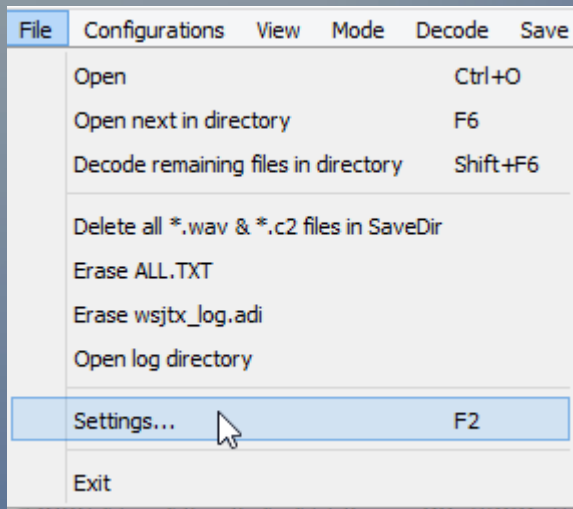 File Configurations View Mode Decode Save
Open Ctrl+O
Open next in directory F6
Decode remaining files in directory Shift+F6
Delete all *.wav & *.c2 files in SaveDir
Erase ALL.TXT
Erase wsjtx_log.adi
Open log directory
Settings... F2
Exit